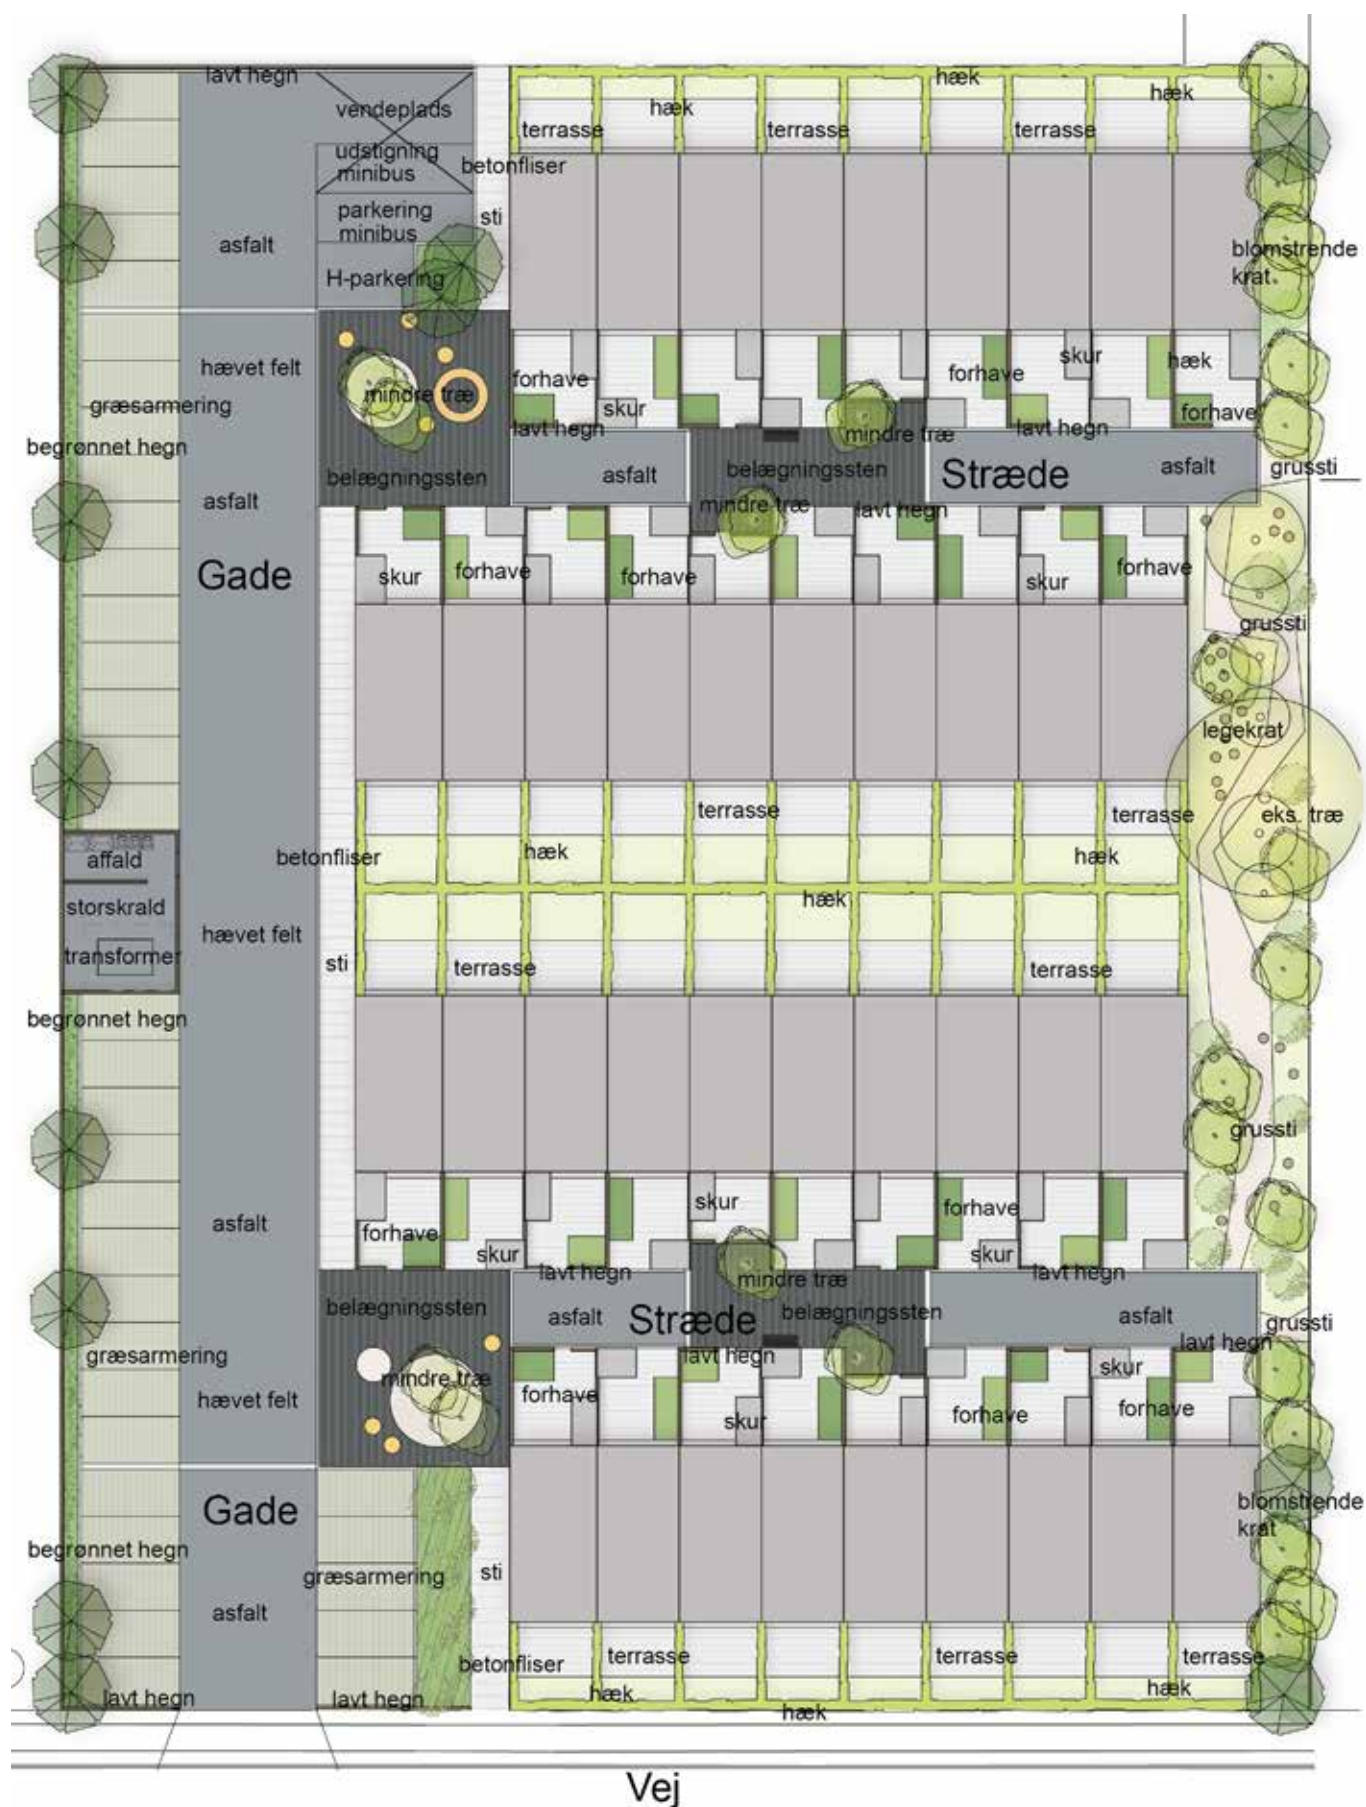 lavt hegn
hæk
hæk
hæk
vendeplads
terrasse
terrasse
terrasse
udstigning
minibus
betonfliser
parkering
minibus
sti
asfalt
H-parkering
blomstrende
krat
hævet felt
mindre træ
græsarmering
begrønnet hegn
forhave
skur
forhave
skur
hæk
forhave
lavt hegn
mindre træ
lavt hegn
belægningssten
asfalt
belægningssten
Stræde
asfalt
grussti
asfalt
mindre træ
lavt hegn
Gade
skur
forhave
forhave
skur
forhave
grussti
legekrat
terrasse
terrasse
eks. træ
betonfliser
hæk
hæk
affald
storskrald
transformer
hævet felt
hæk
sti
terrasse
terrasse
begrønnet hegn
grussti
asfalt
forhave
skur
skur
forhave
skur
lavt hegn
mindre træ
lavt hegn
belægningssten
asfalt
Stræde
belægningssten
asfalt
grussti
lavt hegn
græsarmering
lavt hegn
skur
hævet felt
mindre træ
forhave
skur
forhave
forhave
Gade
blomstrende
krat
begrønnet hegn
græsarmering
sti
asfalt
betonfliser
terrasse
terrasse
terrasse
lavt hegn
lavt hegn
hæk
hæk
hæk
Vej